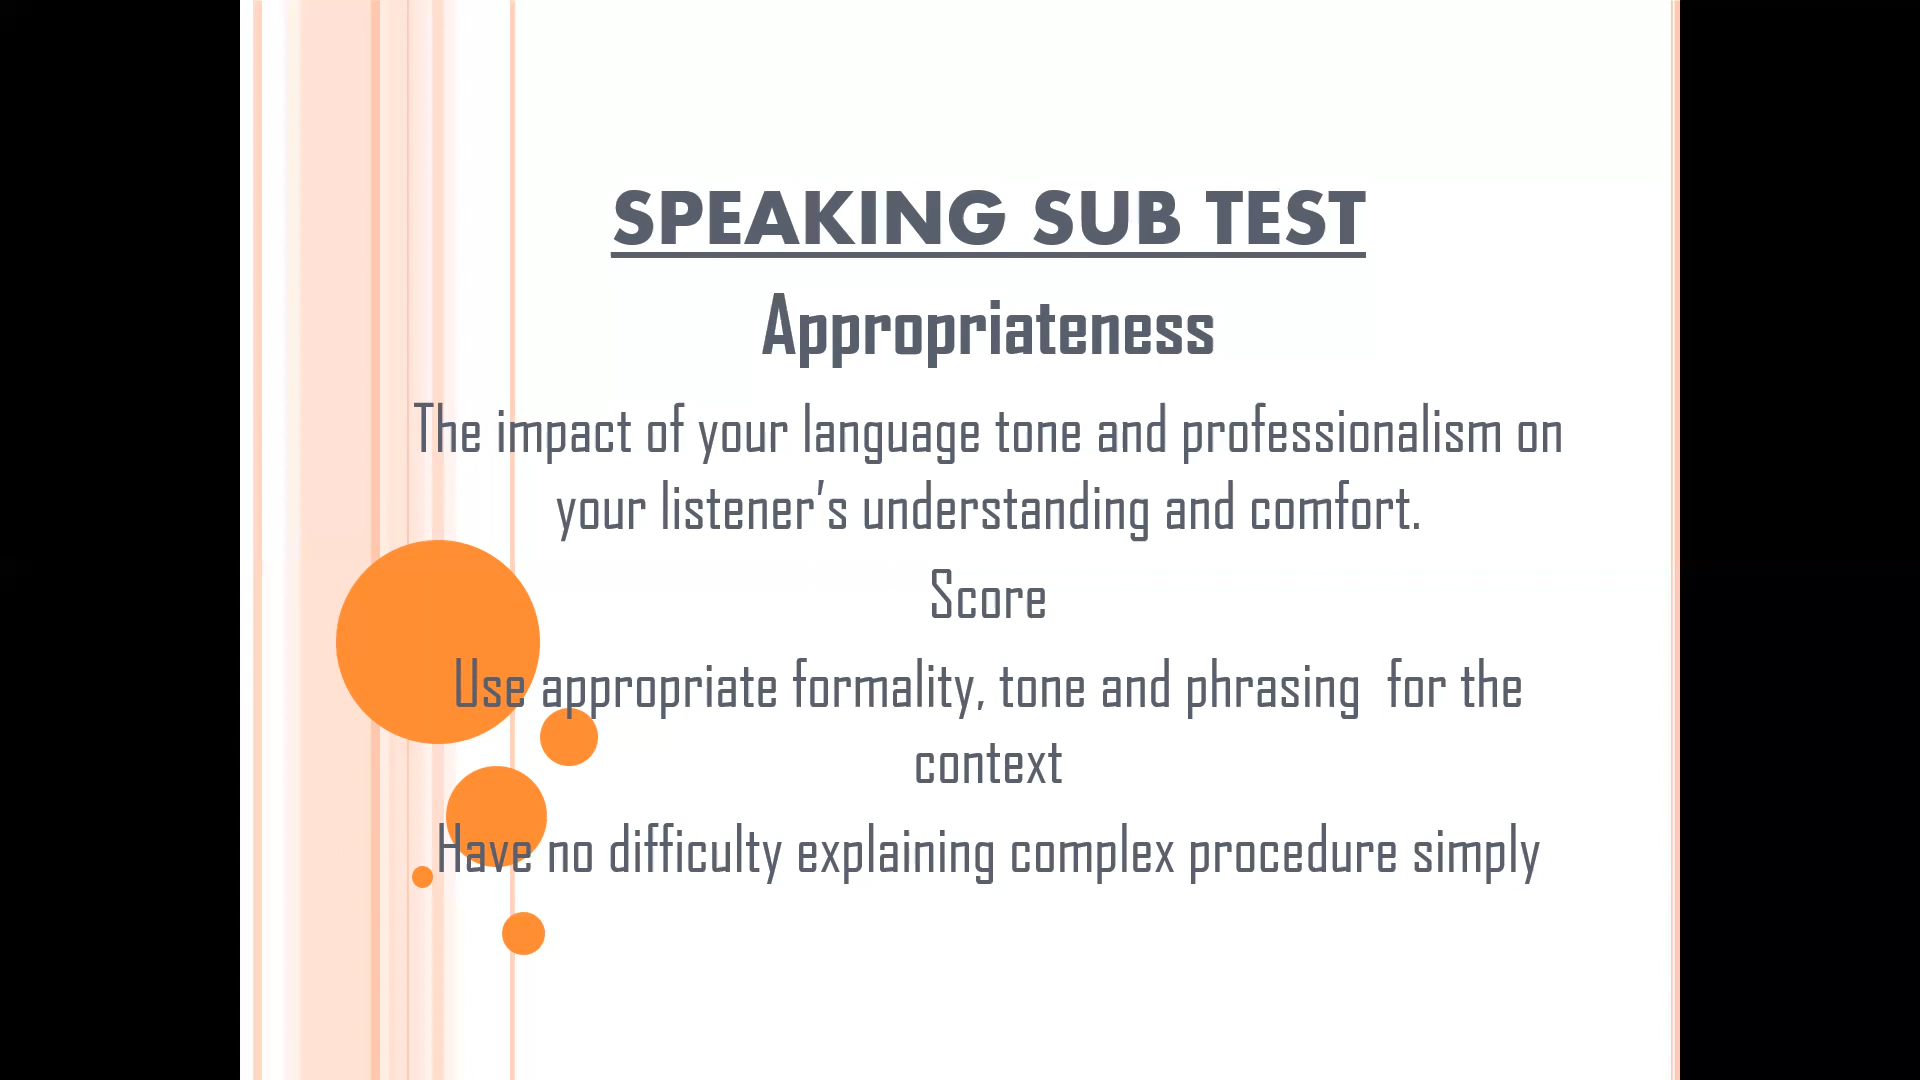 SPEAKING SUB TEST
Appropriateness
The impact of your language tone and professionalism on
your listener’s understanding and comfort.
Score
Use appropriate formality, tone and phrasing  for the
context
Have no difficulty explaining complex procedure simply